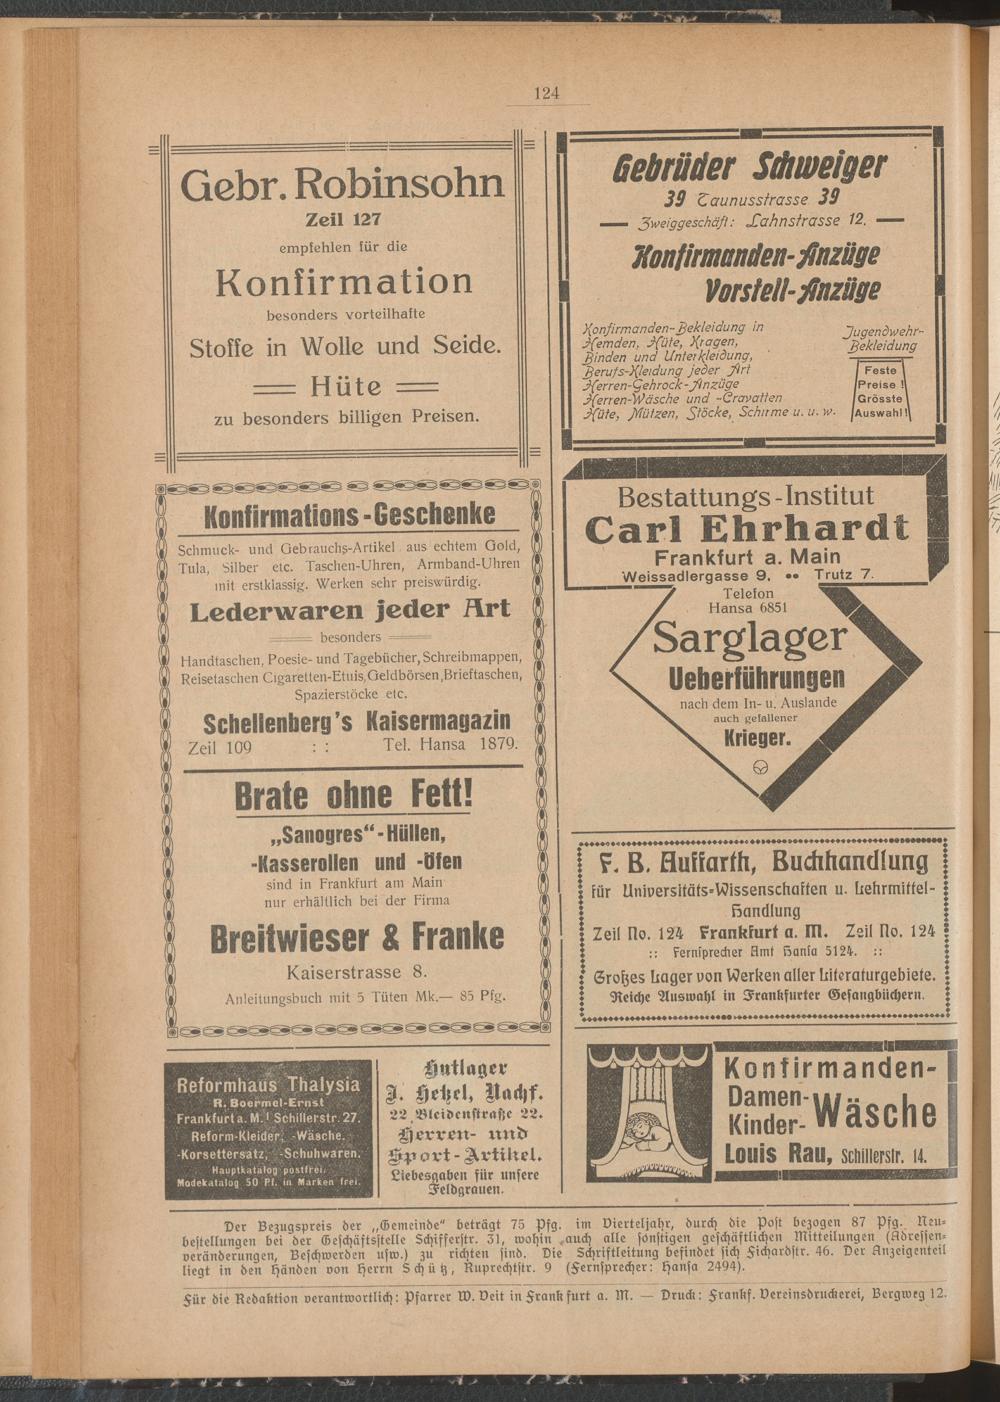 124
Gebr. Robinsohn
Zeil 127
empfehlen für die
Konfirmation
besonders vorteilhafte
Stoffe in Wolle und Seide.
Hüte
zu besonders billigen Preisen.
Konfirmations-Geschenke
Schmuck- und Gebrauchs-Artikel aus echtem Gold,
Tula, Silber etc. Taschen-Uhren, Armband-Uhren
mit erstklassig. Werken sehr preiswürdig.
Lederwaren jeder Art
besonders
Handtaschen, Poesie- und Tagebücher, Schreibmappen,
Reisetaschen Cigaretten-Etuis, Geldbörsen, Brieftaschen,
Spazierstöcke etc.
Schellenberg's Kaisermagazin
Zeil 109 : : Tel. Hansa 1879.
Brate ohne Fett!
„Sanogres“-Hüllen,
-Kasserollen und -Öfen
sind in Frankfurt am Main
nur erhältlich bei der Firma
Breitwieser & Franke
Kaiserstrasse 8.
Anleitungsbuch mit 5 Tüten Mk.— 85 Pfg.
Reformhaus Thalysia
R. Boermel-Ernst
Frankfurt a. M. Schillerstr. 27.
Reform-Kleider, -Wäsche.
-Korsettersatz, -Schuhwaren.
Hauptkatalog postfrei.
Modekatalog 50 Pf. in Marken frei.
Hutlager
J. Hetzel, Nachf.
22 Bleidenstraße 22.
Herren- und
Sport-Artikel.
Liebesgaben für unsere
Feldgrauen.
Gebrüder Schweiger
39 Taunusstrasse 39
— Zweiggeschäft: Lahnstrasse 12. —
Konfirmanden-Anzüge
Vorstell-Anzüge
Konfirmanden-Bekleidung in
Hemden, Hüte, Kragen,
Binden und Unterkleidung,
Berufs-Kleidung jeder Art
Herren-Gehrock-Anzüge
Herren-Wäsche und -Cravatten
Hüte, Mützen, Stöcke, Schirme u. u. w.
Jugendwehr-
Bekleidung
Feste
Preise!
Grösste
Auswahl!
Bestattungs-Institut
Carl Ehrhardt
Frankfurt a. Main
Weissadlergasse 9. •• Trutz 7.
Telefon
Hansa 6851
Sarglager
Ueberführungen
nach dem In- u. Auslande
auch gefallener
Krieger.
F. B. Auffarth, Buchhandlung
für Universitäts-Wissenschaften u. Lehrmittel-
Handlung
Zeil No. 124 Frankfurt a. M. Zeil No. 124
:: Fernsprecher Amt Hansa 5124. ::
Großes Lager von Werken aller Literaturgebiete.
Reiche Auswahl in Frankfurter Gesangbüchern.
Konfirmanden-
Damen-
Kinder- Wäsche
Louis Rau, Schillerstr. 14.
Der Bezugspreis der „Gemeinde“ beträgt 75 Pfg. im Vierteljahr, durch die Post bezogen 87 Pfg. Neu-
bestellungen bei der Geschäftsstelle Schifferstr. 31, wohin auch alle sonstigen geschäftlichen Mitteilungen (Adressen-
veränderungen, Beschwerden usw.) zu richten sind. Die Schriftleitung befindet sich Fichardstr. 46. Der Anzeigenteil
liegt in den Händen von Herrn Schütz, Ruprechtstr. 9 (Fernsprecher: Hansa 2494).
Für die Redaktion verantwortlich: Pfarrer W. Veit in Frankfurt a. M. — Druck: Frankf. Vereinsdruckerei, Bergweg 12.